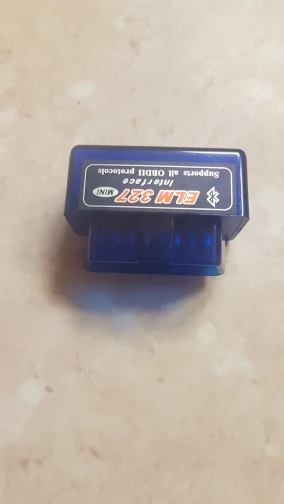 ELM 327 MINI
Interface
Supports all OBDII protocols